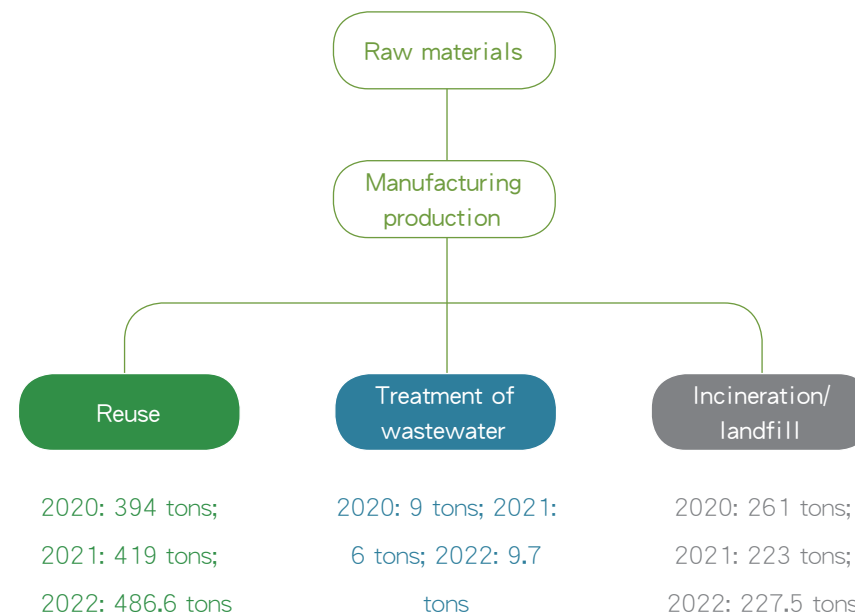 Raw materials
Manufacturing
production
Reuse
Treatment of
wastewater
Incineration/
landfill
2020: 394 tons;
2021: 419 tons;
2022: 486.6 tons
2020: 9 tons; 2021:
6 tons; 2022: 9.7
tons
2020: 261 tons;
2021: 223 tons;
2022: 227.5 tons